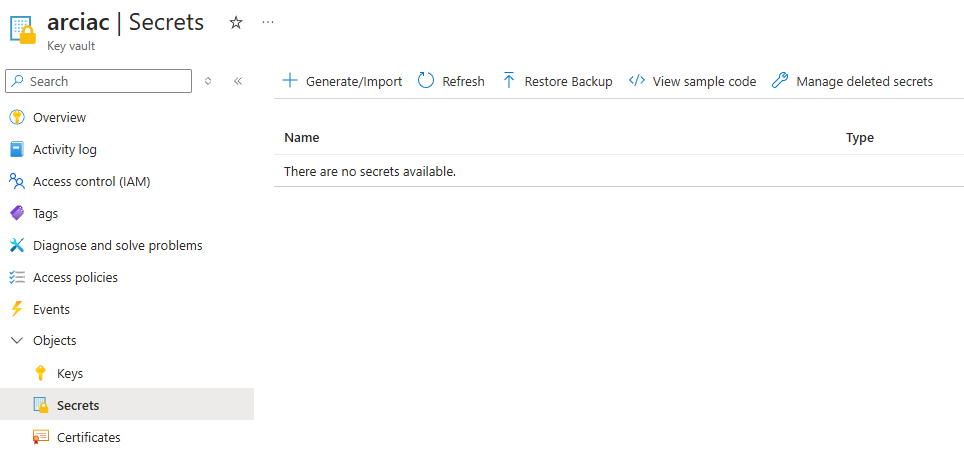 arciac | Secrets
Key vault
Search
Generate/Import Refresh Restore Backup View sample code Manage deleted secrets
Overview
Activity log
Access control (IAM)
Tags
Diagnose and solve problems
Access policies
Events
Objects
Keys
Secrets
Certificates
Name Type
There are no secrets available.